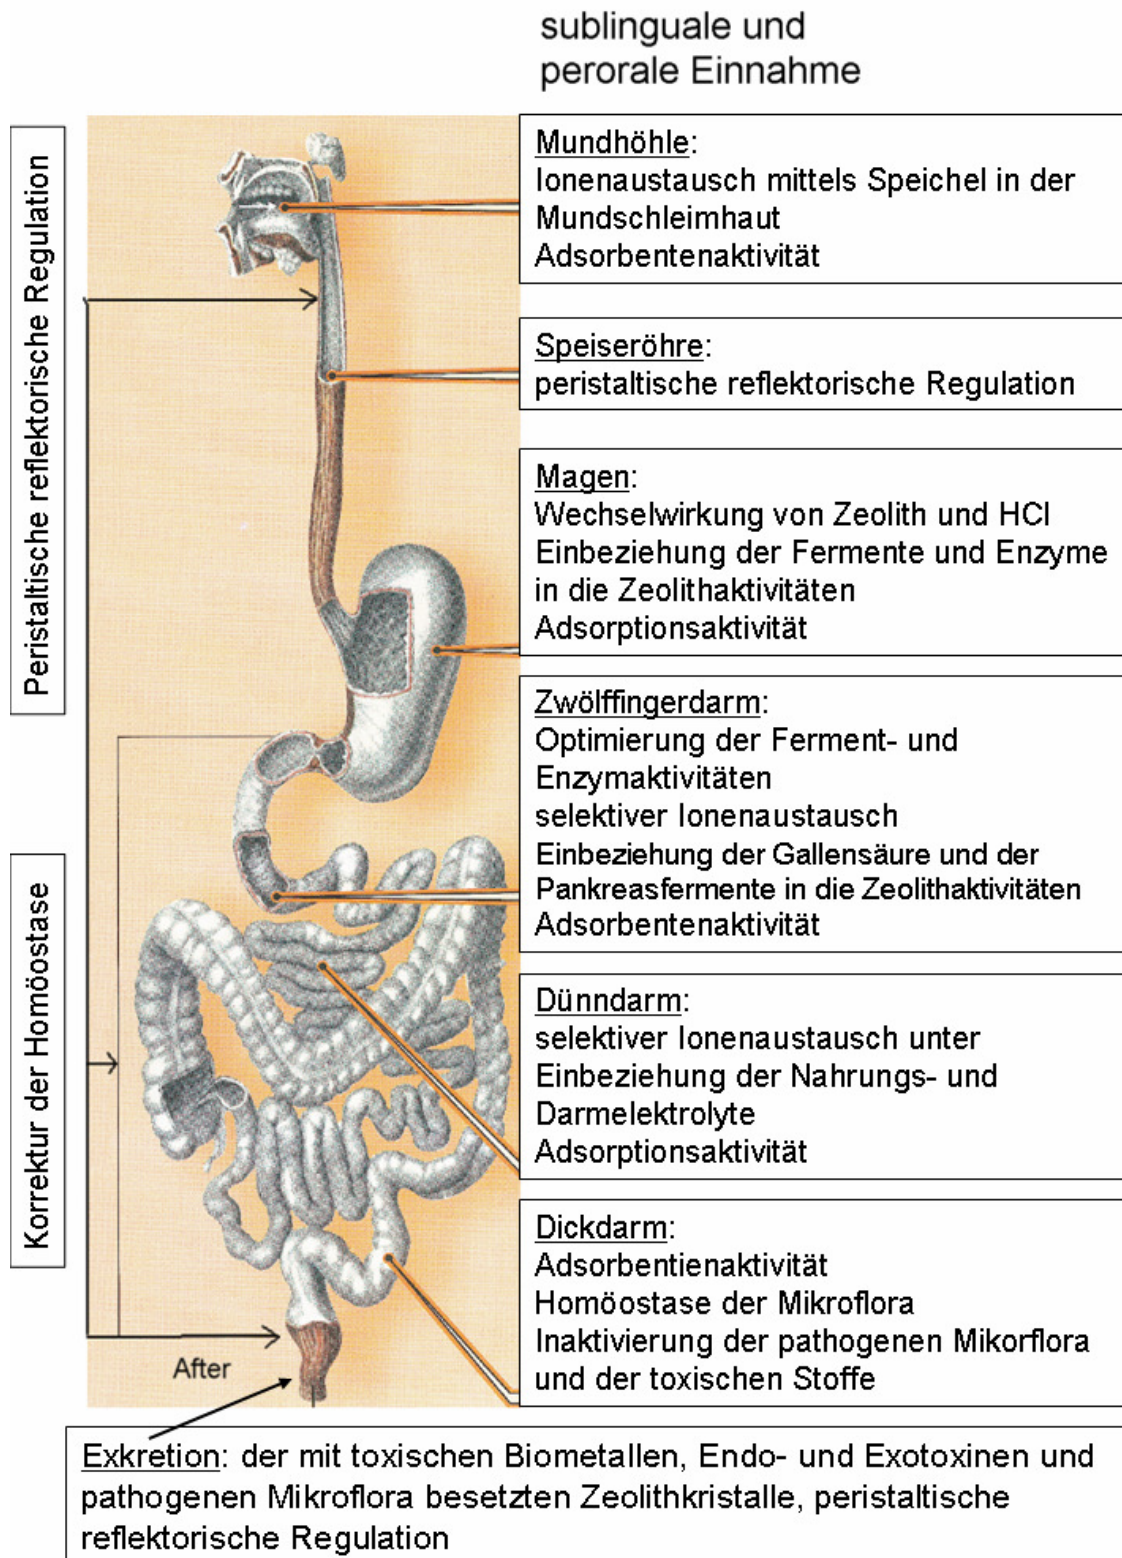 sublinguale und
perorale Einnahme
Peristaltische reflektorische Regulation
Korrektur der Homöostase
Mundhöhle:
Ionenaustausch mittels Speichel in der
Mundschleimhaut
Adsorbentenaktivität
Speiseröhre:
peristaltische reflektorische Regulation
Magen:
Wechselwirkung von Zeolith und HCl
Einbeziehung der Fermente und Enzyme
in die Zeolithaktivitäten
Adsorptionsaktivität
Zwölffingerdarm:
Optimierung der Ferment- und
Enzymaktivitäten
selektiver Ionenaustausch
Einbeziehung der Gallensäure und der
Pankreasfermente in die Zeolithaktivitäten
Adsorbentenaktivität
Dünndarm:
selektiver Ionenaustausch unter
Einbeziehung der Nahrungs- und
Darmelektrolyte
Adsorptionsaktivität
Dickdarm:
Adsorbentienaktivität
Homöostase der Mikroflora
Inaktivierung der pathogenen Mikorflora
und der toxischen Stoffe
After
Exkretion: der mit toxischen Biometallen, Endo- und Exotoxinen und
pathogenen Mikroflora besetzten Zeolithkristalle, peristaltische
reflektorische Regulation